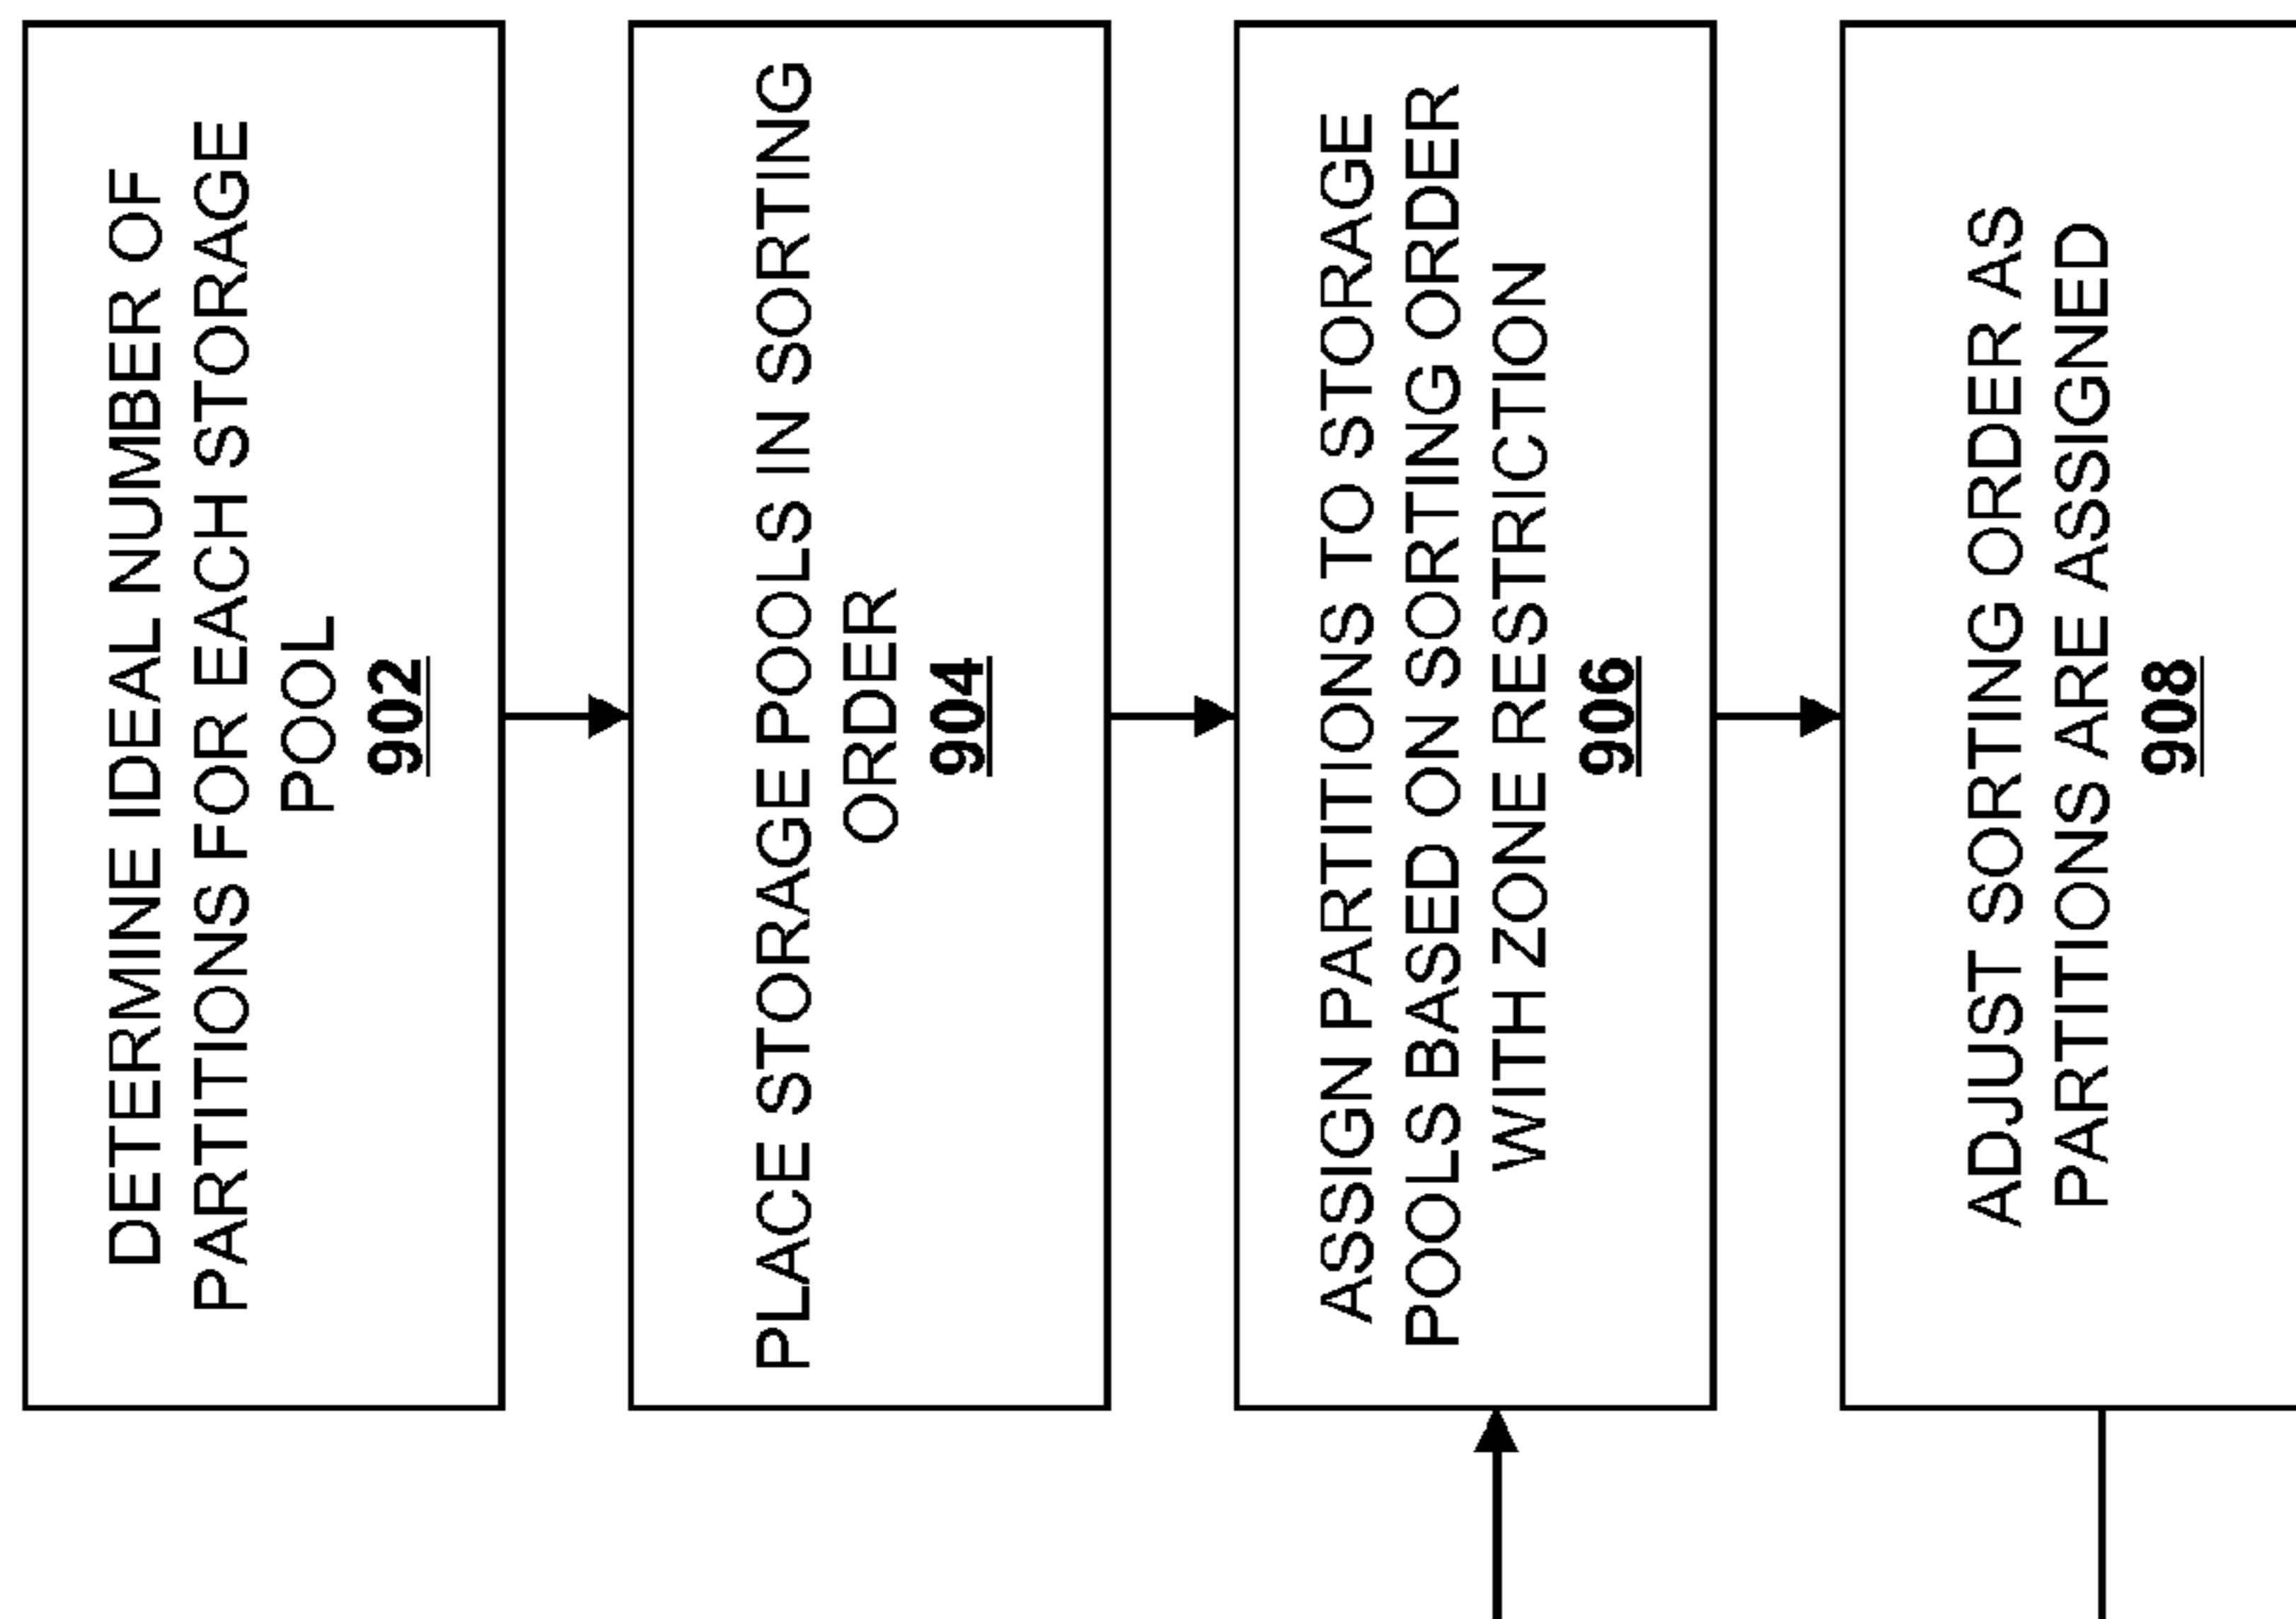 DETERMINE IDEAL NUMBER OF
PARTITIONS FOR EACH STORAGE
POOL
902
PLACE STORAGE POOLS IN SORTING
ORDER
904
ASSIGN PARTITIONS TO STORAGE
POOLS BASED ON SORTING ORDER
WITH ZONE RESTRICTION
906
ADJUST SORTING ORDER AS
PARTITIONS ARE ASSIGNED
908